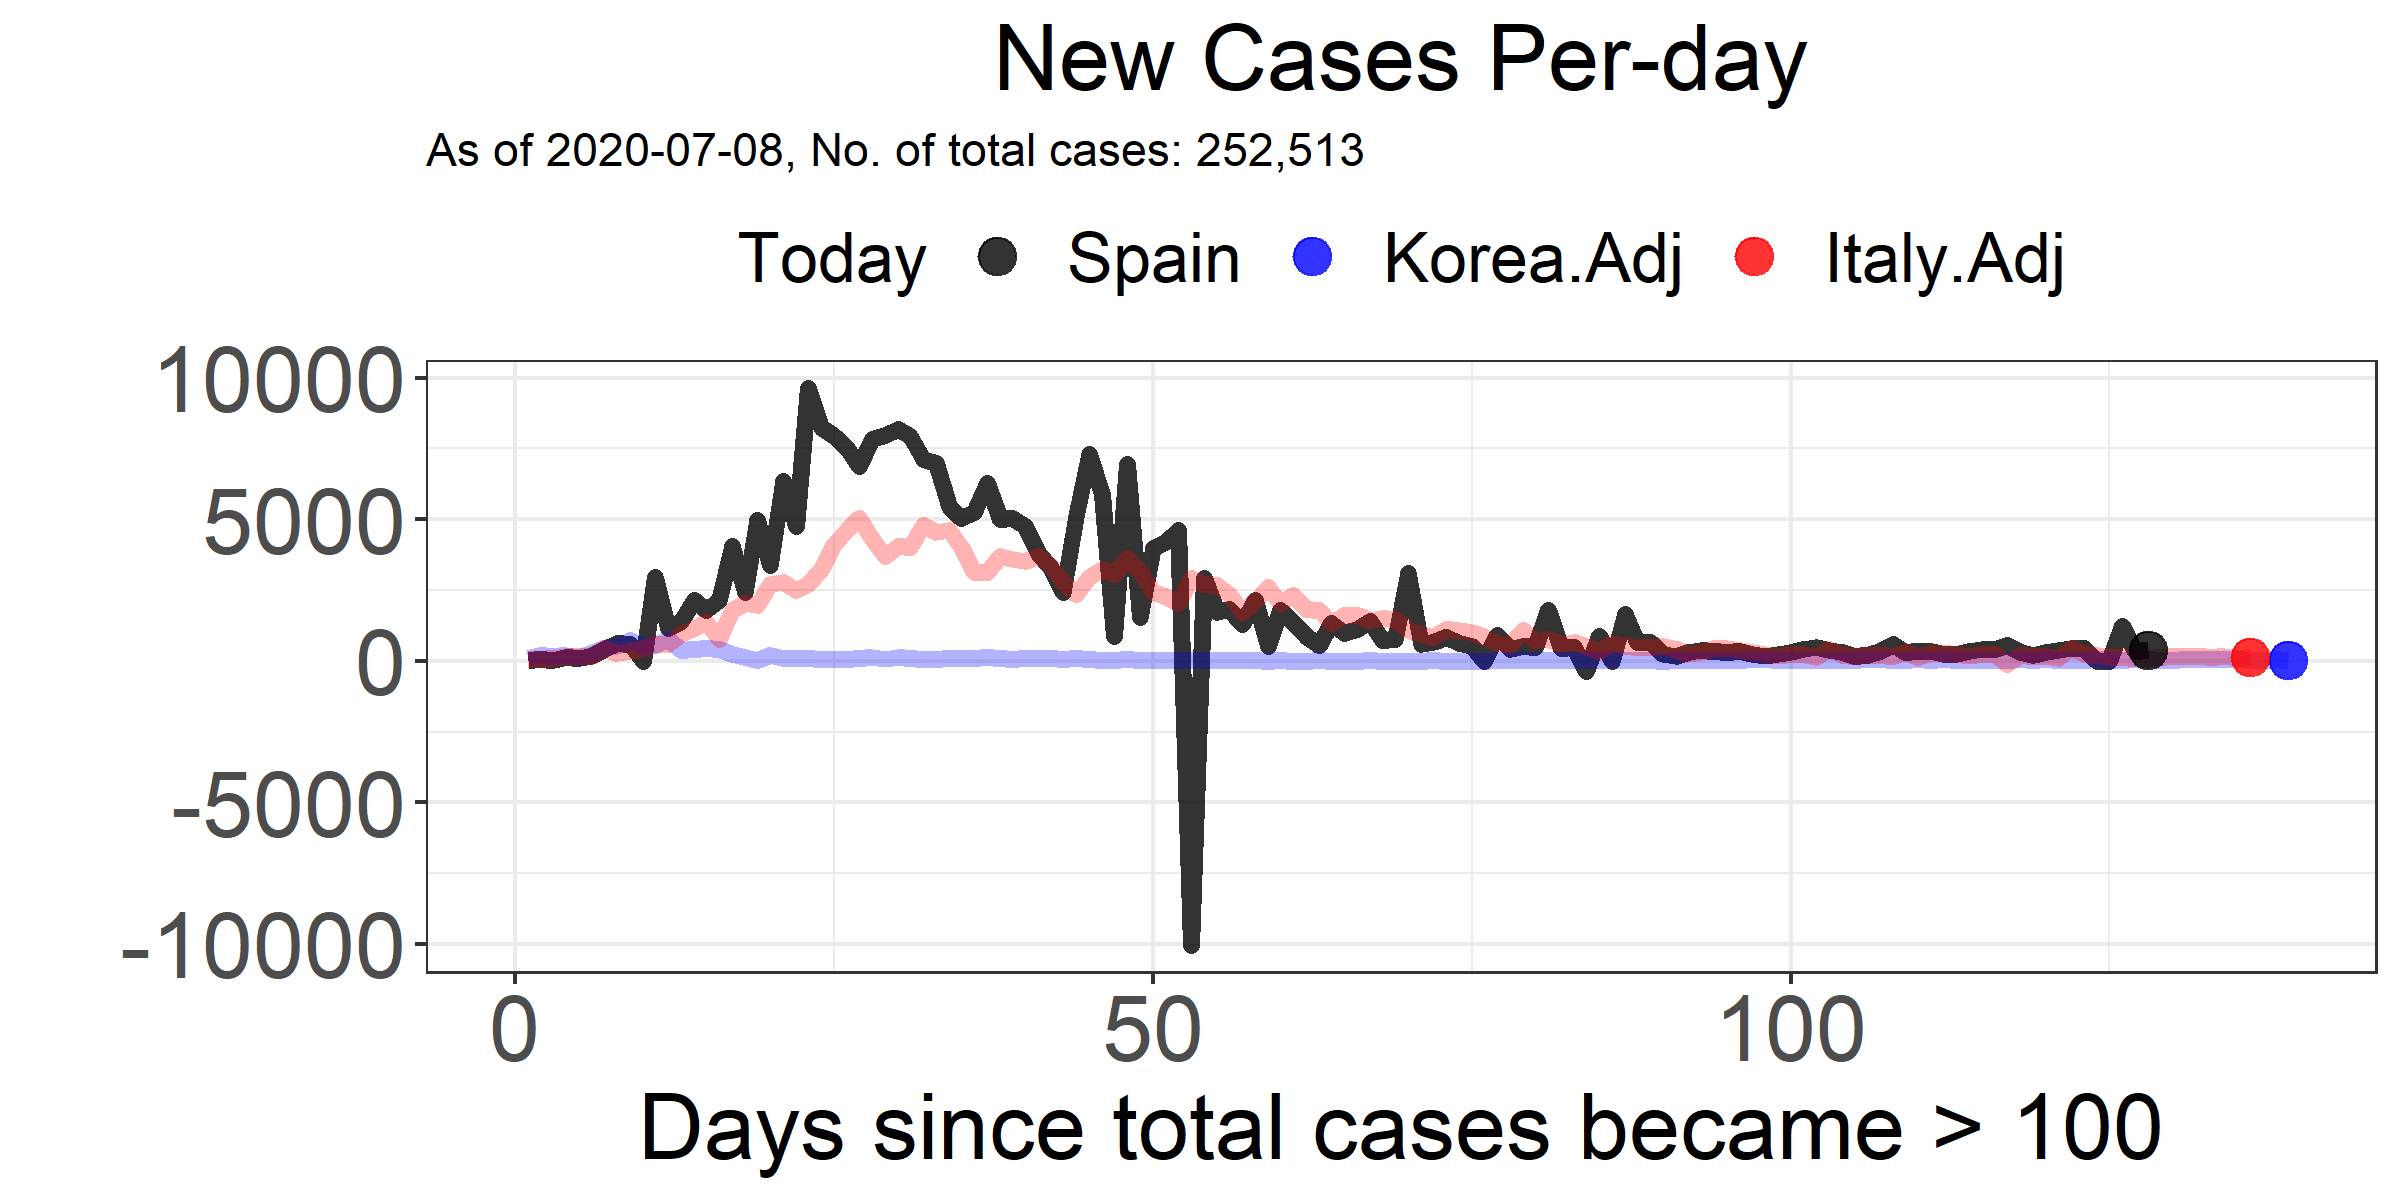 New Cases Per-day
As of 2020-07-08, No. of total cases: 252,513
Today Spain Korea.Adj Italy.Adj
10000
5000
0
-5000
-10000
0 50 100
Days since total cases became > 100